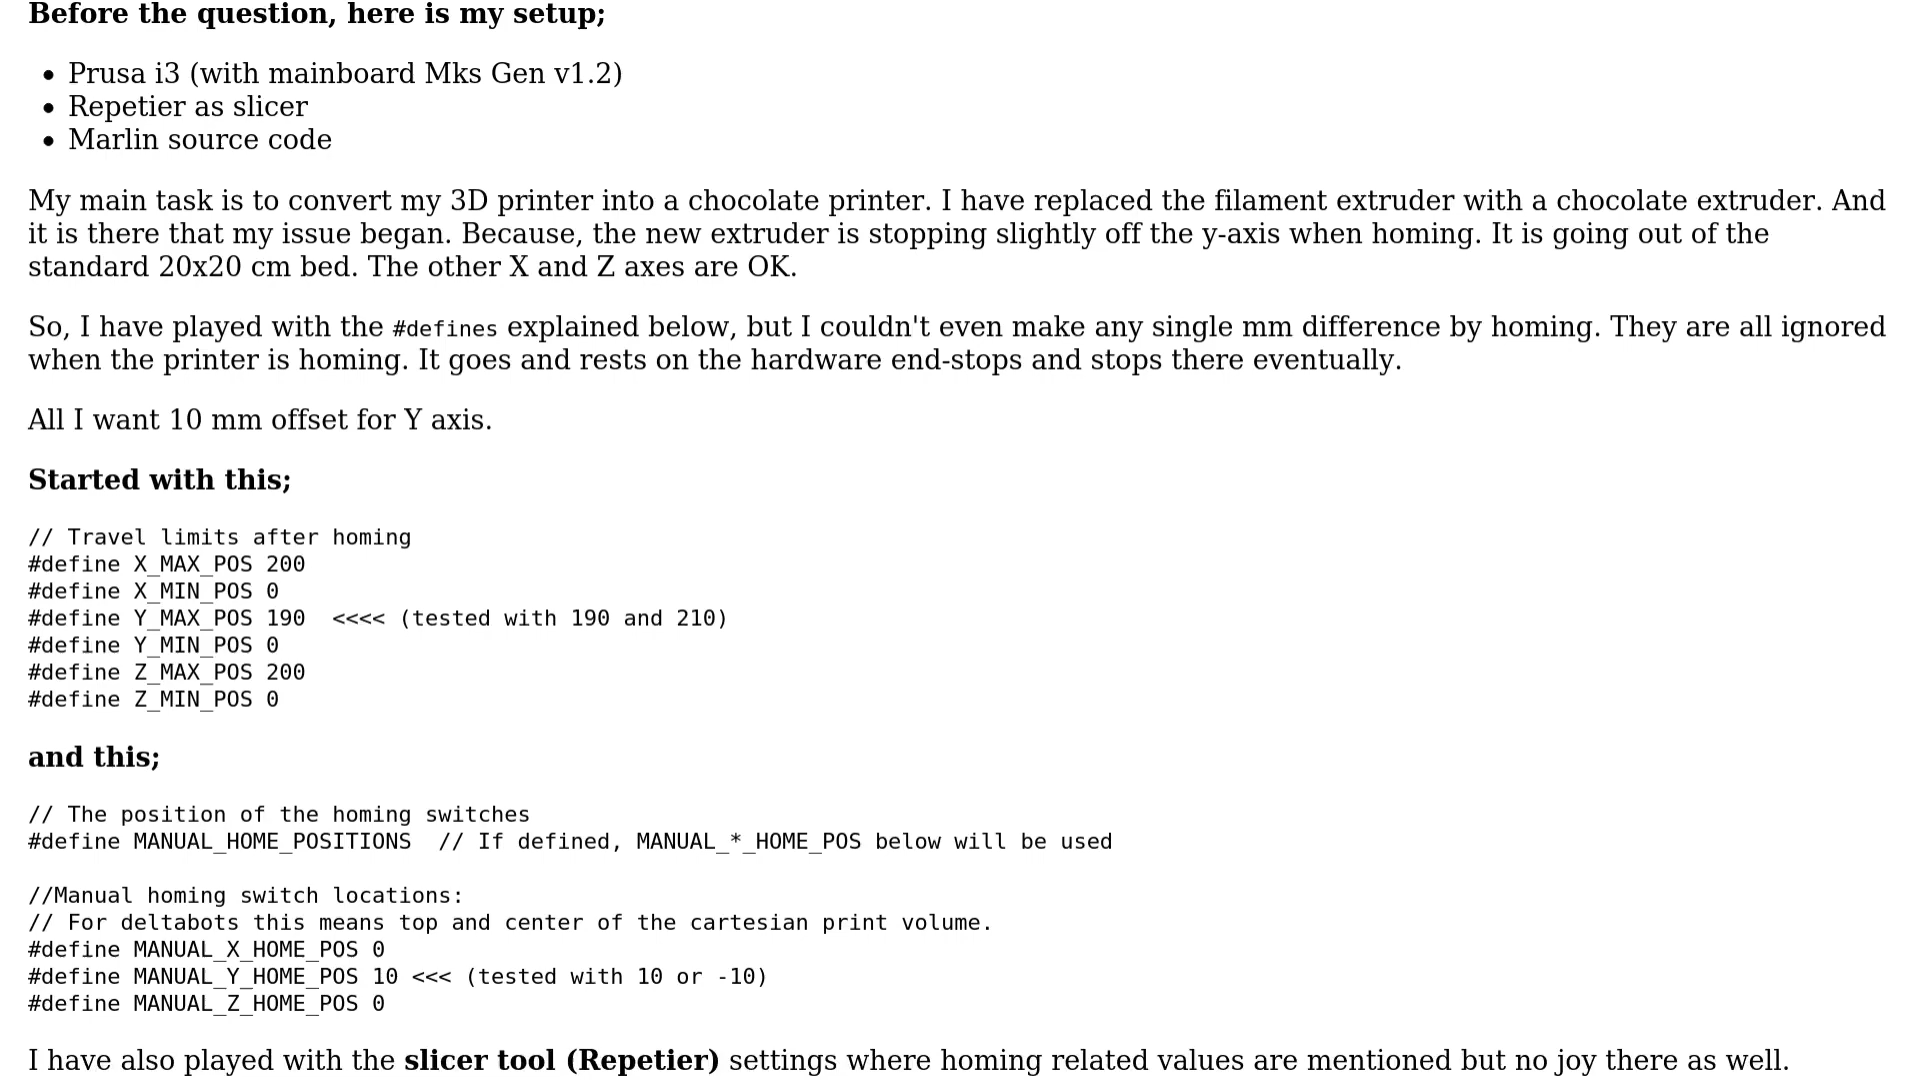 Before the question, here is my setup;
• Prusa i3 (with mainboard Mks Gen v1.2)
• Repetier as slicer
• Marlin source code
My main task is to convert my 3D printer into a chocolate printer. I have replaced the filament extruder with a chocolate extruder. And
it is there that my issue began. Because, the new extruder is stopping slightly off the y-axis when homing. It is going out of the
standard 20x20 cm bed. The other X and Z axes are OK.
So, I have played with the #defines explained below, but I couldn't even make any single mm difference by homing. They are all ignored
when the printer is homing. It goes and rests on the hardware end-stops and stops there eventually.
All I want 10 mm offset for Y axis.
Started with this;
// Travel limits after homing
#define X_MAX_POS 200
#define X_MIN_POS 0
#define Y_MAX_POS 190  <<<< (tested with 190 and 210)
#define Y_MIN_POS 0
#define Z_MAX_POS 200
#define Z_MIN_POS 0
and this;
// The position of the homing switches
#define MANUAL_HOME_POSITIONS  // If defined, MANUAL_*_HOME_POS below will be used
//Manual homing switch locations:
// For deltabots this means top and center of the cartesian print volume.
#define MANUAL_X_HOME_POS 0
#define MANUAL_Y_HOME_POS 10 <<< (tested with 10 or -10)
#define MANUAL_Z_HOME_POS 0
I have also played with the slicer tool (Repetier) settings where homing related values are mentioned but no joy there as well.